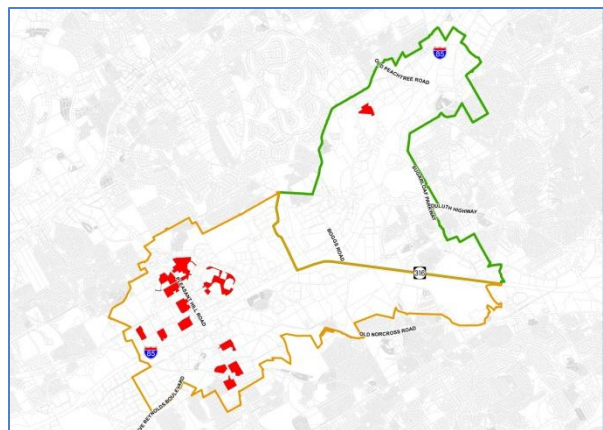 85
OLD PEACHTREE ROAD
SUGARLOAF PARKWAY
DULUTH HIGHWAY
BOGGS ROAD
316
PLEASANT HILL ROAD
OLD NORCROSS ROAD
85
REYNOLDS BOULEVARD